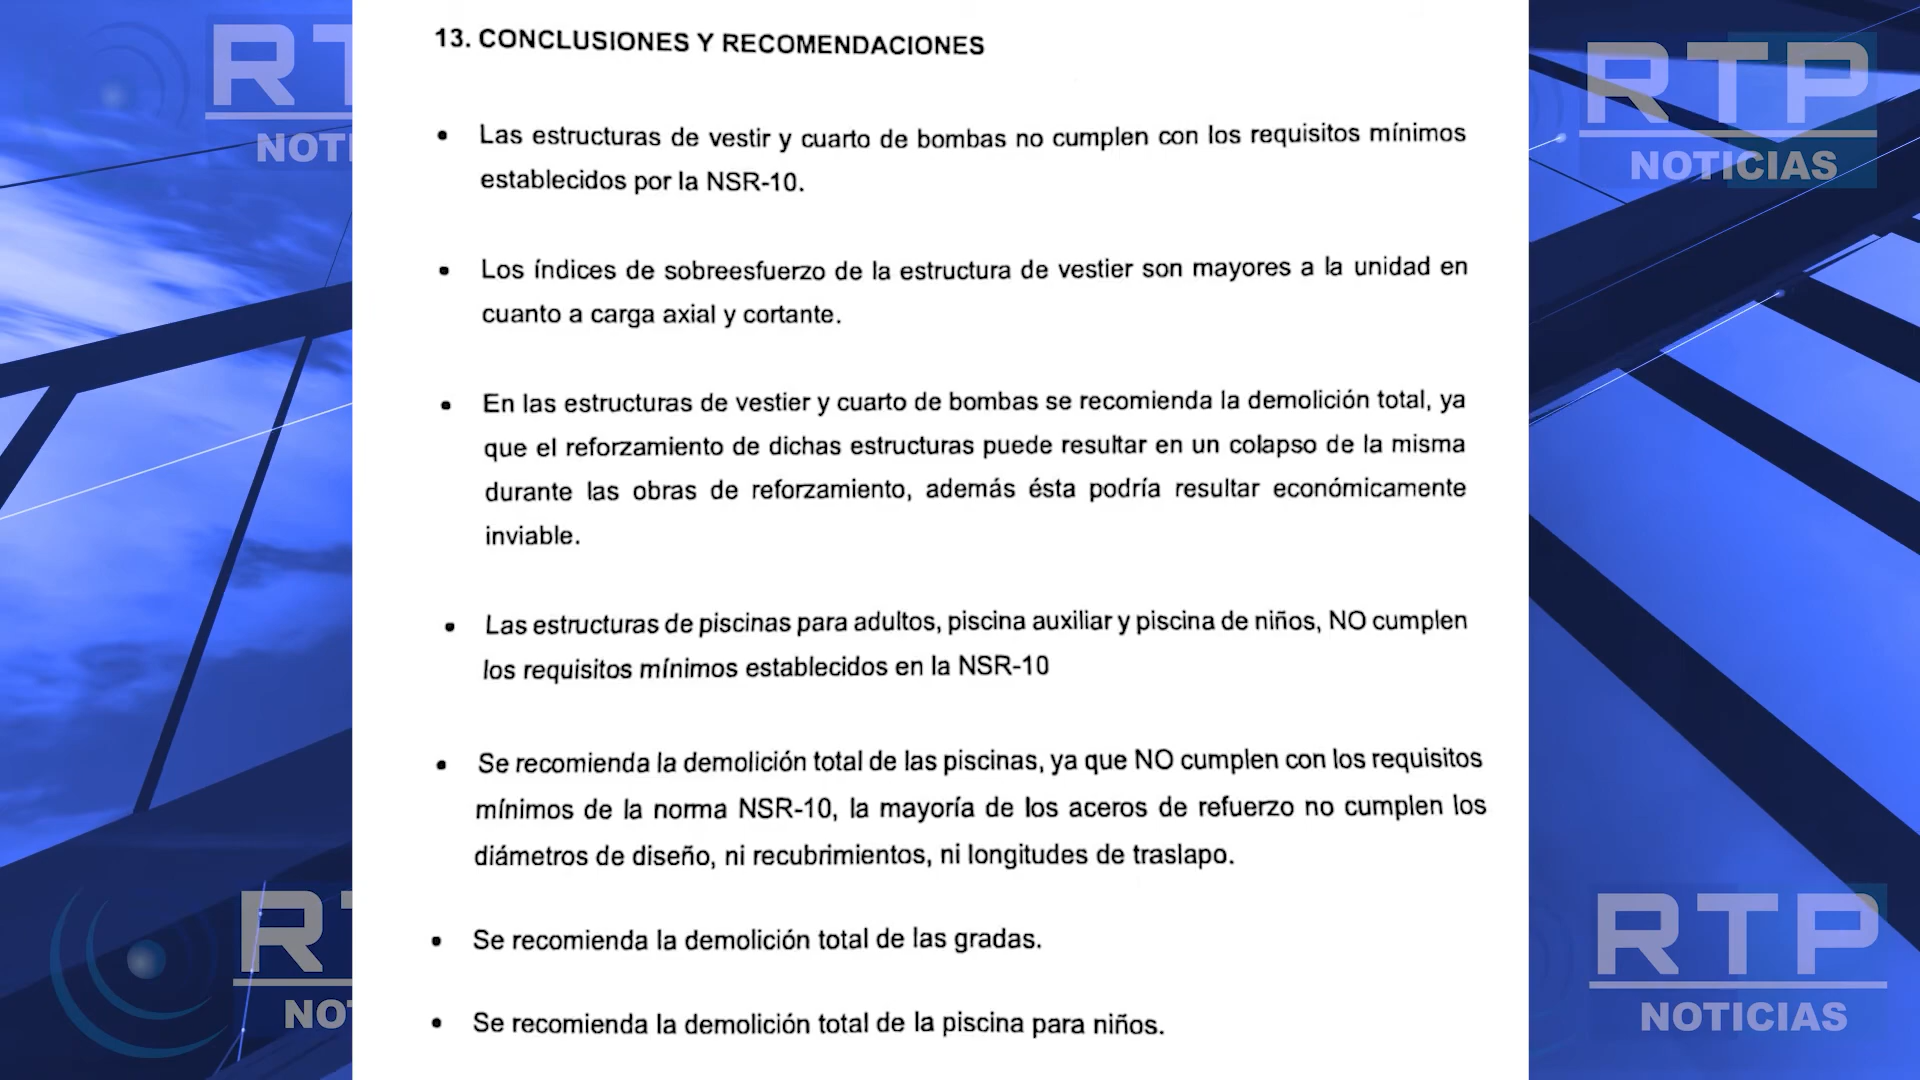 13. CONCLUSIONES Y RECOMENDACIONES
• Las estructuras de vestir y cuarto de bombas no cumplen con los requisitos mínimos
establecidos por la NSR-10.
• Los índices de sobreesfuerzo de la estructura de vestier son mayores a la unidad en
cuanto a carga axial y cortante.
• En las estructuras de vestier y cuarto de bombas se recomienda la demolición total, ya
que el reforzamiento de dichas estructuras puede resultar en un colapso de la misma
durante las obras de reforzamiento, además ésta podría resultar económicamente
inviable.
• Las estructuras de piscinas para adultos, piscina auxiliar y piscina de niños, NO cumplen
los requisitos mínimos establecidos en la NSR-10
• Se recomienda la demolición total de las piscinas, ya que NO cumplen con los requisitos
mínimos de la norma NSR-10, la mayoría de los aceros de refuerzo no cumplen los
diámetros de diseño, ni recubrimientos, ni longitudes de traslapo.
• Se recomienda la demolición total de las gradas.
• Se recomienda la demolición total de la piscina para niños.
RT
NOTI
RTP
NOTICIAS
RT
NO
RTP
NOTICIAS